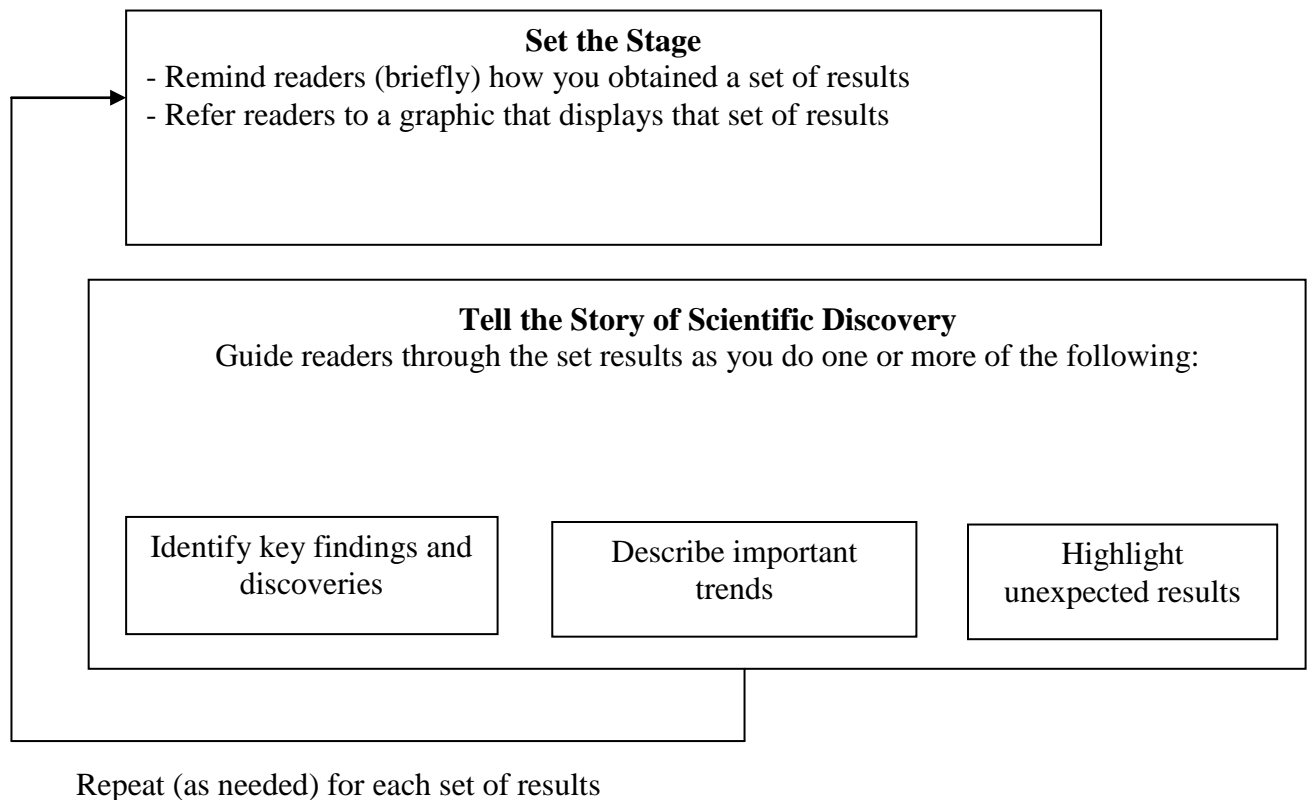 Set the Stage
- Remind readers (briefly) how you obtained a set of results
- Refer readers to a graphic that displays that set of results
Tell the Story of Scientific Discovery
Guide readers through the set results as you do one or more of the following:
Identify key findings and
discoveries
Describe important
trends
Highlight
unexpected results
Repeat (as needed) for each set of results